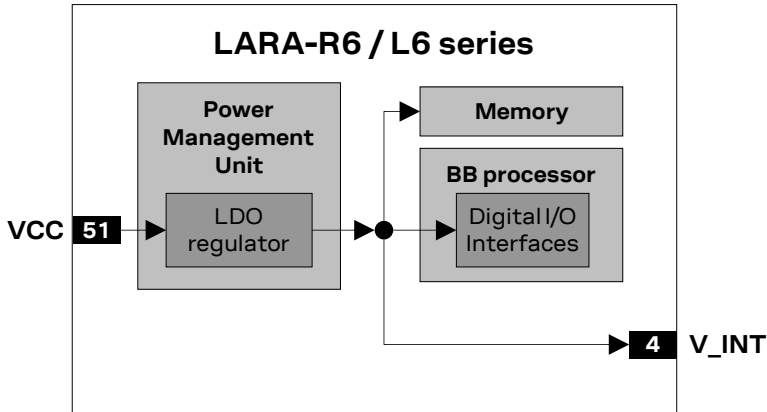 LARA-R6 / L6 series
Power
Management
Unit
LDO
regulator
Memory
BB processor
Digital I/O
Interfaces
VCC 51
4 V_INT